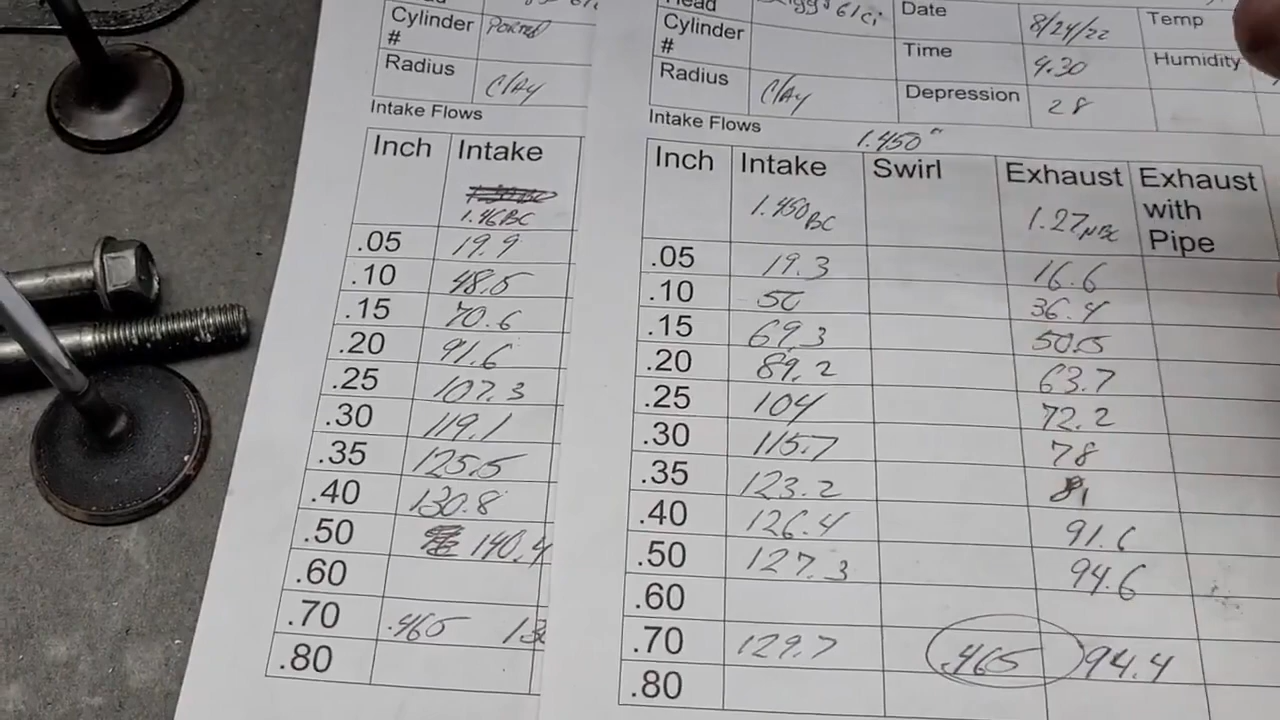 Cylinder # PORTED
Radius ClAy
Intake Flows
Inch Intake
1.46BC
.05 19.9
.10 48.5
.15 70.6
.20 91.6
.25 107.3
.30 119.1
.35 125.5
.40 130.8
.50 140.4
.60
.70 .465
.80
Head Briggs 61ci Date 8/24/22 Temp
Cylinder # Time 4:30 Humidity
Radius ClAy Depression 28
Intake Flows 1.450"
Inch Intake Swirl Exhaust Exhaust with Pipe
1.450BC 1.27NBC
.05 19.3 16.6
.10 50 36.4
.15 69.3 50.5
.20 89.2 63.7
.25 104 72.2
.30 115.7 78
.35 123.2 81
.40 126.4 91.6
.50 127.3 94.6
.60
.70 129.7 .465 94.4
.80